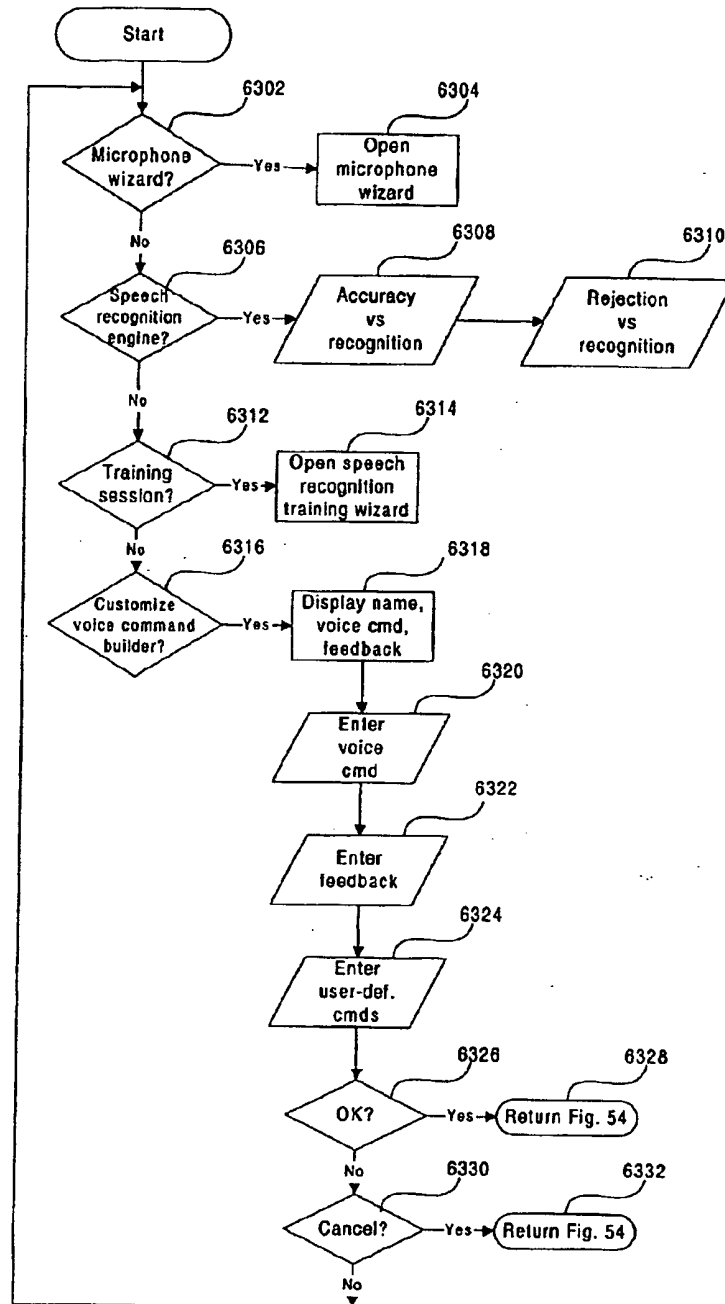 Start
6302
6304
Microphone
wizard?
Yes
Open
microphone
wizard
No
6306
6308
6310
Speech
recognition
engine?
Yes
Accuracy
vs
recognition
Rejection
vs
recognition
No
6312
6314
Training
session?
Yes
Open speech
recognition
training wizard
No
6316
6318
Customize
voice command
builder?
Yes
Display name,
voice cmd,
feedback
6320
Enter
voice
cmd
6322
Enter
feedback
6324
Enter
user-def.
cmds
6326
6328
OK?
Yes
Return Fig. 54
No
6330
6332
Cancel?
Yes
Return Fig. 54
No